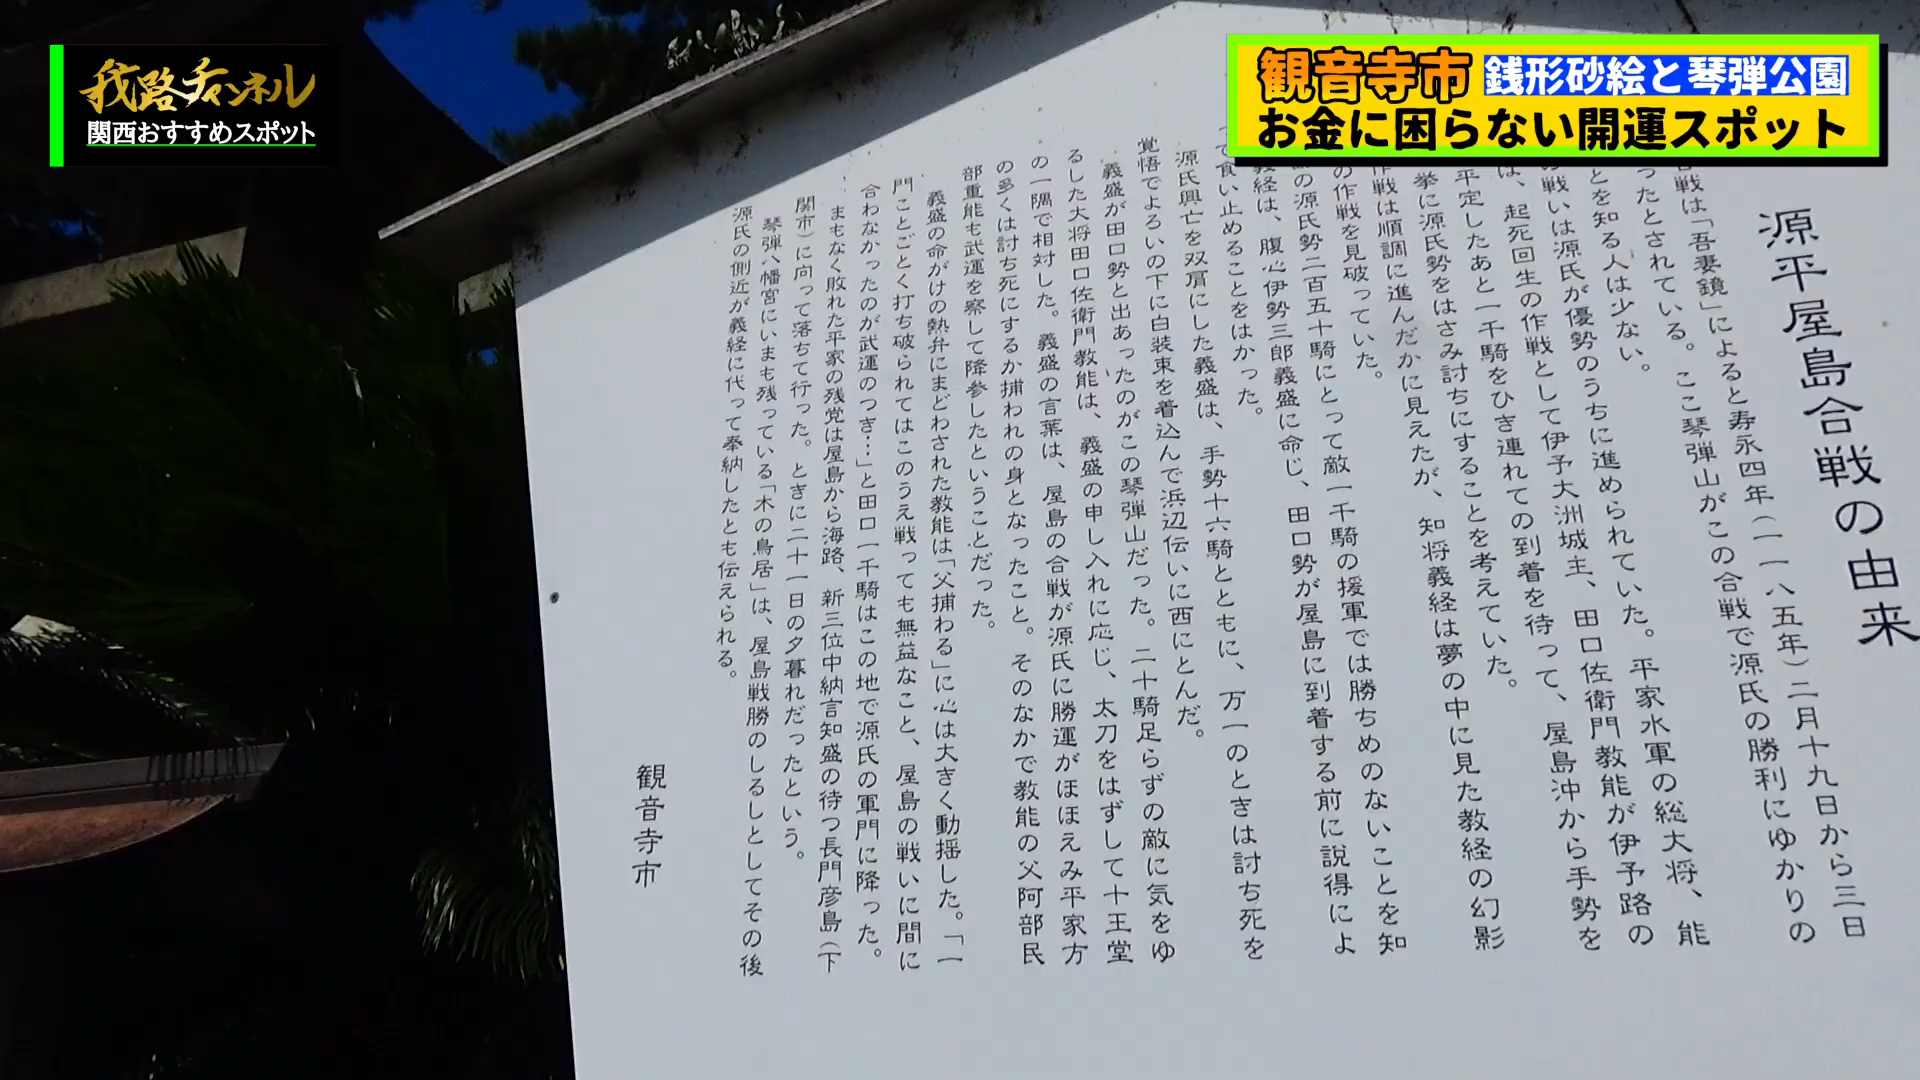 我路チャンネル
関西おすすめスポット
観音寺市 銭形砂絵と琴弾公園
お金に困らない開運スポット
源平屋島合戦の由来
合戦は「吾妻鏡」によると寿永四年(一一八五年)二月十九日から三日
ったとされている。ここ琴弾山がこの合戦で源氏の勝利にゆかりの
とを知る人は少ない。
の戦いは源氏が優勢のうちに進められていた。平家水軍の総大将、能
は、起死回生の作戦として伊予大洲城主、田口佐衛門教能が伊予路の
平定したあと一千騎をひき連れての到着を待って、屋島沖から手勢を
挙に源氏勢をはさみ討ちにすることを考えていた。
作戦は順調に進んだかに見えたが、知将義経は夢の中に見た教経の幻影
の作戦を見破っていた。
の源氏勢二百五十騎にとって敵一千騎の援軍では勝ちめのないことを知
義経は、腹心伊勢三郎義盛に命じ、田口勢が屋島に到着する前に説得によ
て食い止めることをはかった。
源氏興亡を双肩にした義盛は、手勢十六騎とともに、万一のときは討ち死を
覚悟でよろいの下に白装束を着込んで浜辺伝いに西にとんだ。
義盛が田口勢と出あったのがこの琴弾山だった。二十騎足らずの敵に気をゆ
るした大将田口佐衛門教能は、義盛の申し入れに応じ、太刀をはずして十王堂
の一隅で相対した。義盛の言葉は、屋島の合戦が源氏に勝運がほほえみ平家方
の多くは討ち死にするか捕われの身となったこと。そのなかで教能の父阿部民
部重能も武運を察して降参したということだった。
義盛の命がけの熱弁にまどわされた教能は「父捕わる」に心は大きく動揺した。「一
門ことごとく打ち破られてはこのうえ戦っても無益なこと、屋島の戦いに間に
合わなかったのが武運のつき…」と田口一千騎はこの地で源氏の軍門に降った。
まもなく敗れた平家の残党は屋島から海路、新三位中納言知盛の待つ長門彦島(下
関市)に向って落ちて行った。ときに二十一日の夕暮れだったという。
琴弾八幡宮にいまも残っている「木の鳥居」は、屋島戦勝のしるしとしてその後
源氏の側近が義経に代って奉納したとも伝えられる。
観音寺市